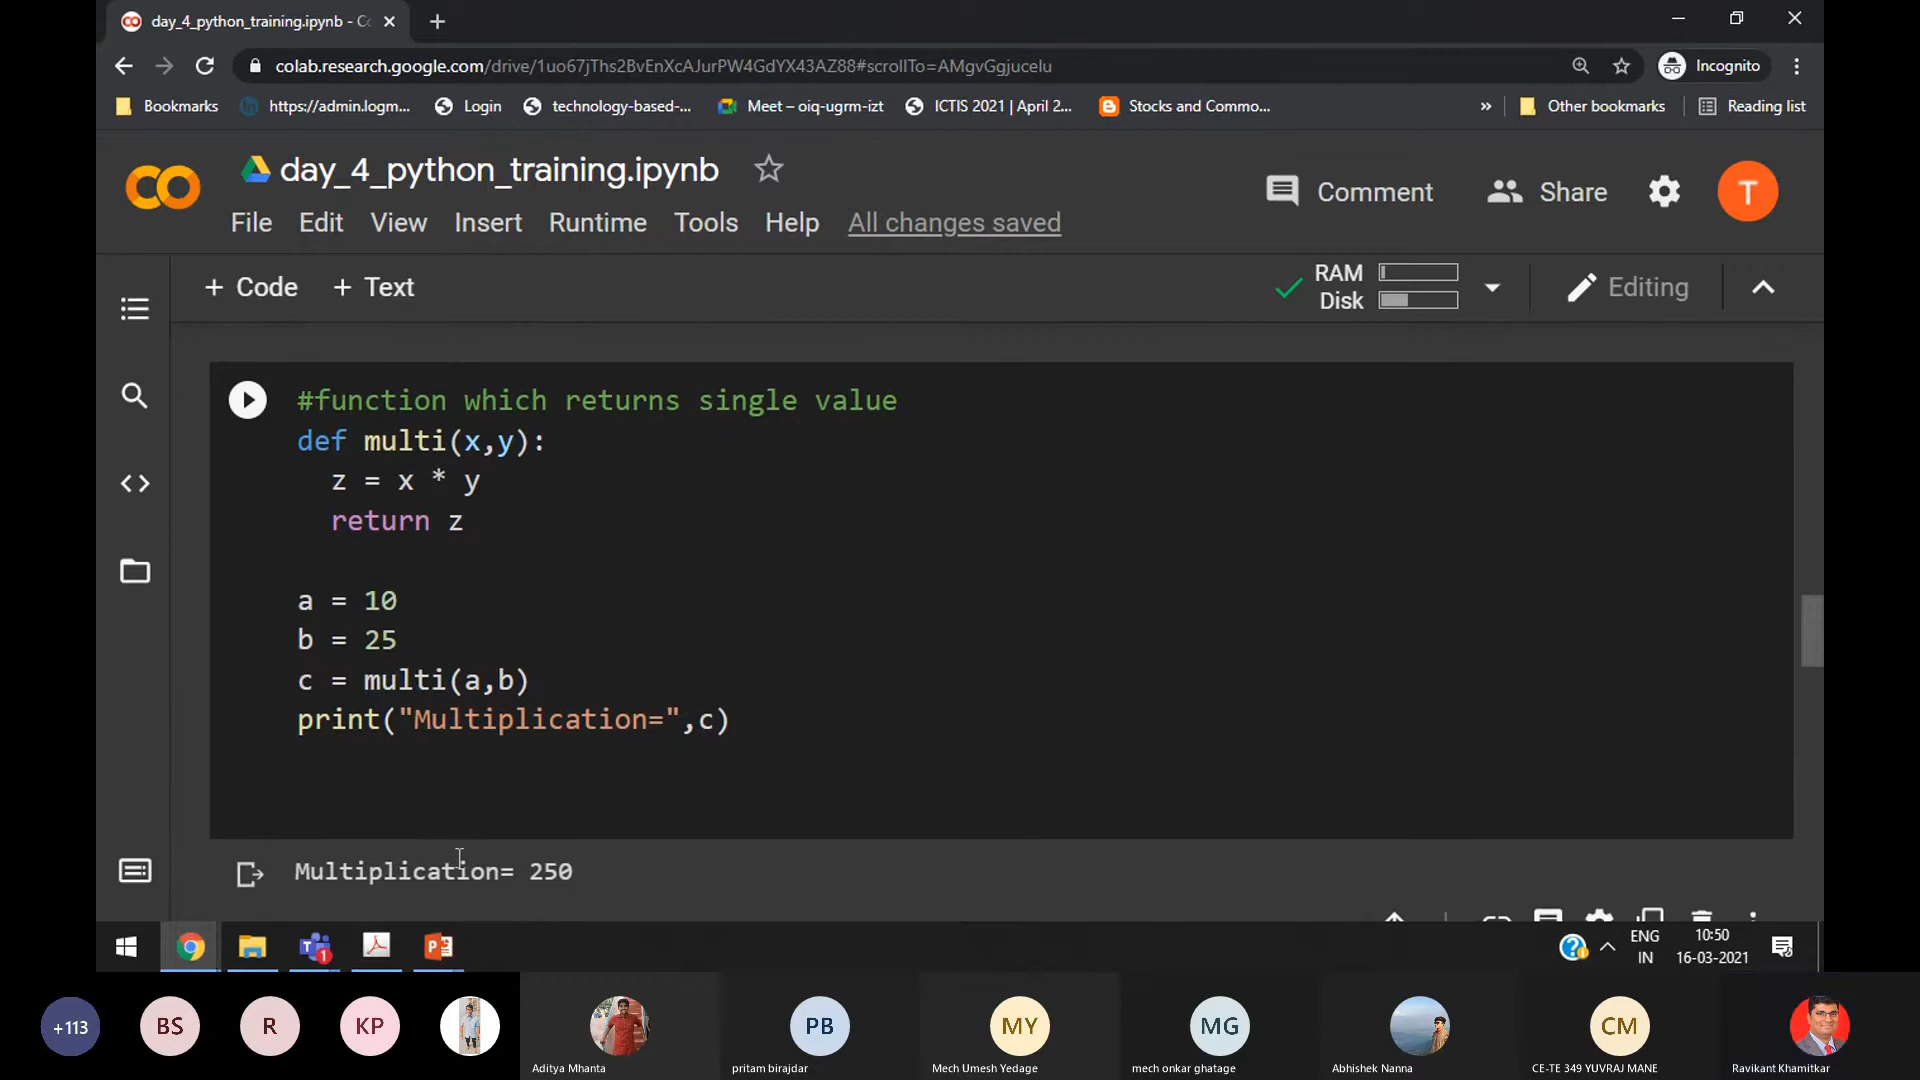 day_4_python_training.ipynb - Co
colab.research.google.com/drive/1uo67jThs2BvEnXcAJurPW4GdYX43AZ88#scrollTo=AMgvGgjucelu
Incognito
Bookmarks
https://admin.logm...
Login
technology-based-...
Meet – oiq-ugrm-izt
ICTIS 2021 | April 2...
Stocks and Commo...
»
Other bookmarks
Reading list
CO
day_4_python_training.ipynb
Comment
Share
T
File Edit View Insert Runtime Tools Help All changes saved
+ Code + Text
RAM
Disk
Editing
#function which returns single value
def multi(x,y):
z = x * y
return z
a = 10
b = 25
c = multi(a,b)
print("Multiplication=",c)
Multiplication= 250
ENG
IN
10:50
16-03-2021
+113
BS
R
KP
PB
MY
MG
CM
Aditya Mhanta
pritam birajdar
Mech Umesh Yedage
mech onkar ghatage
Abhishek Nanna
CE-TE 349 YUVRAJ MANE
Ravikant Khamitkar